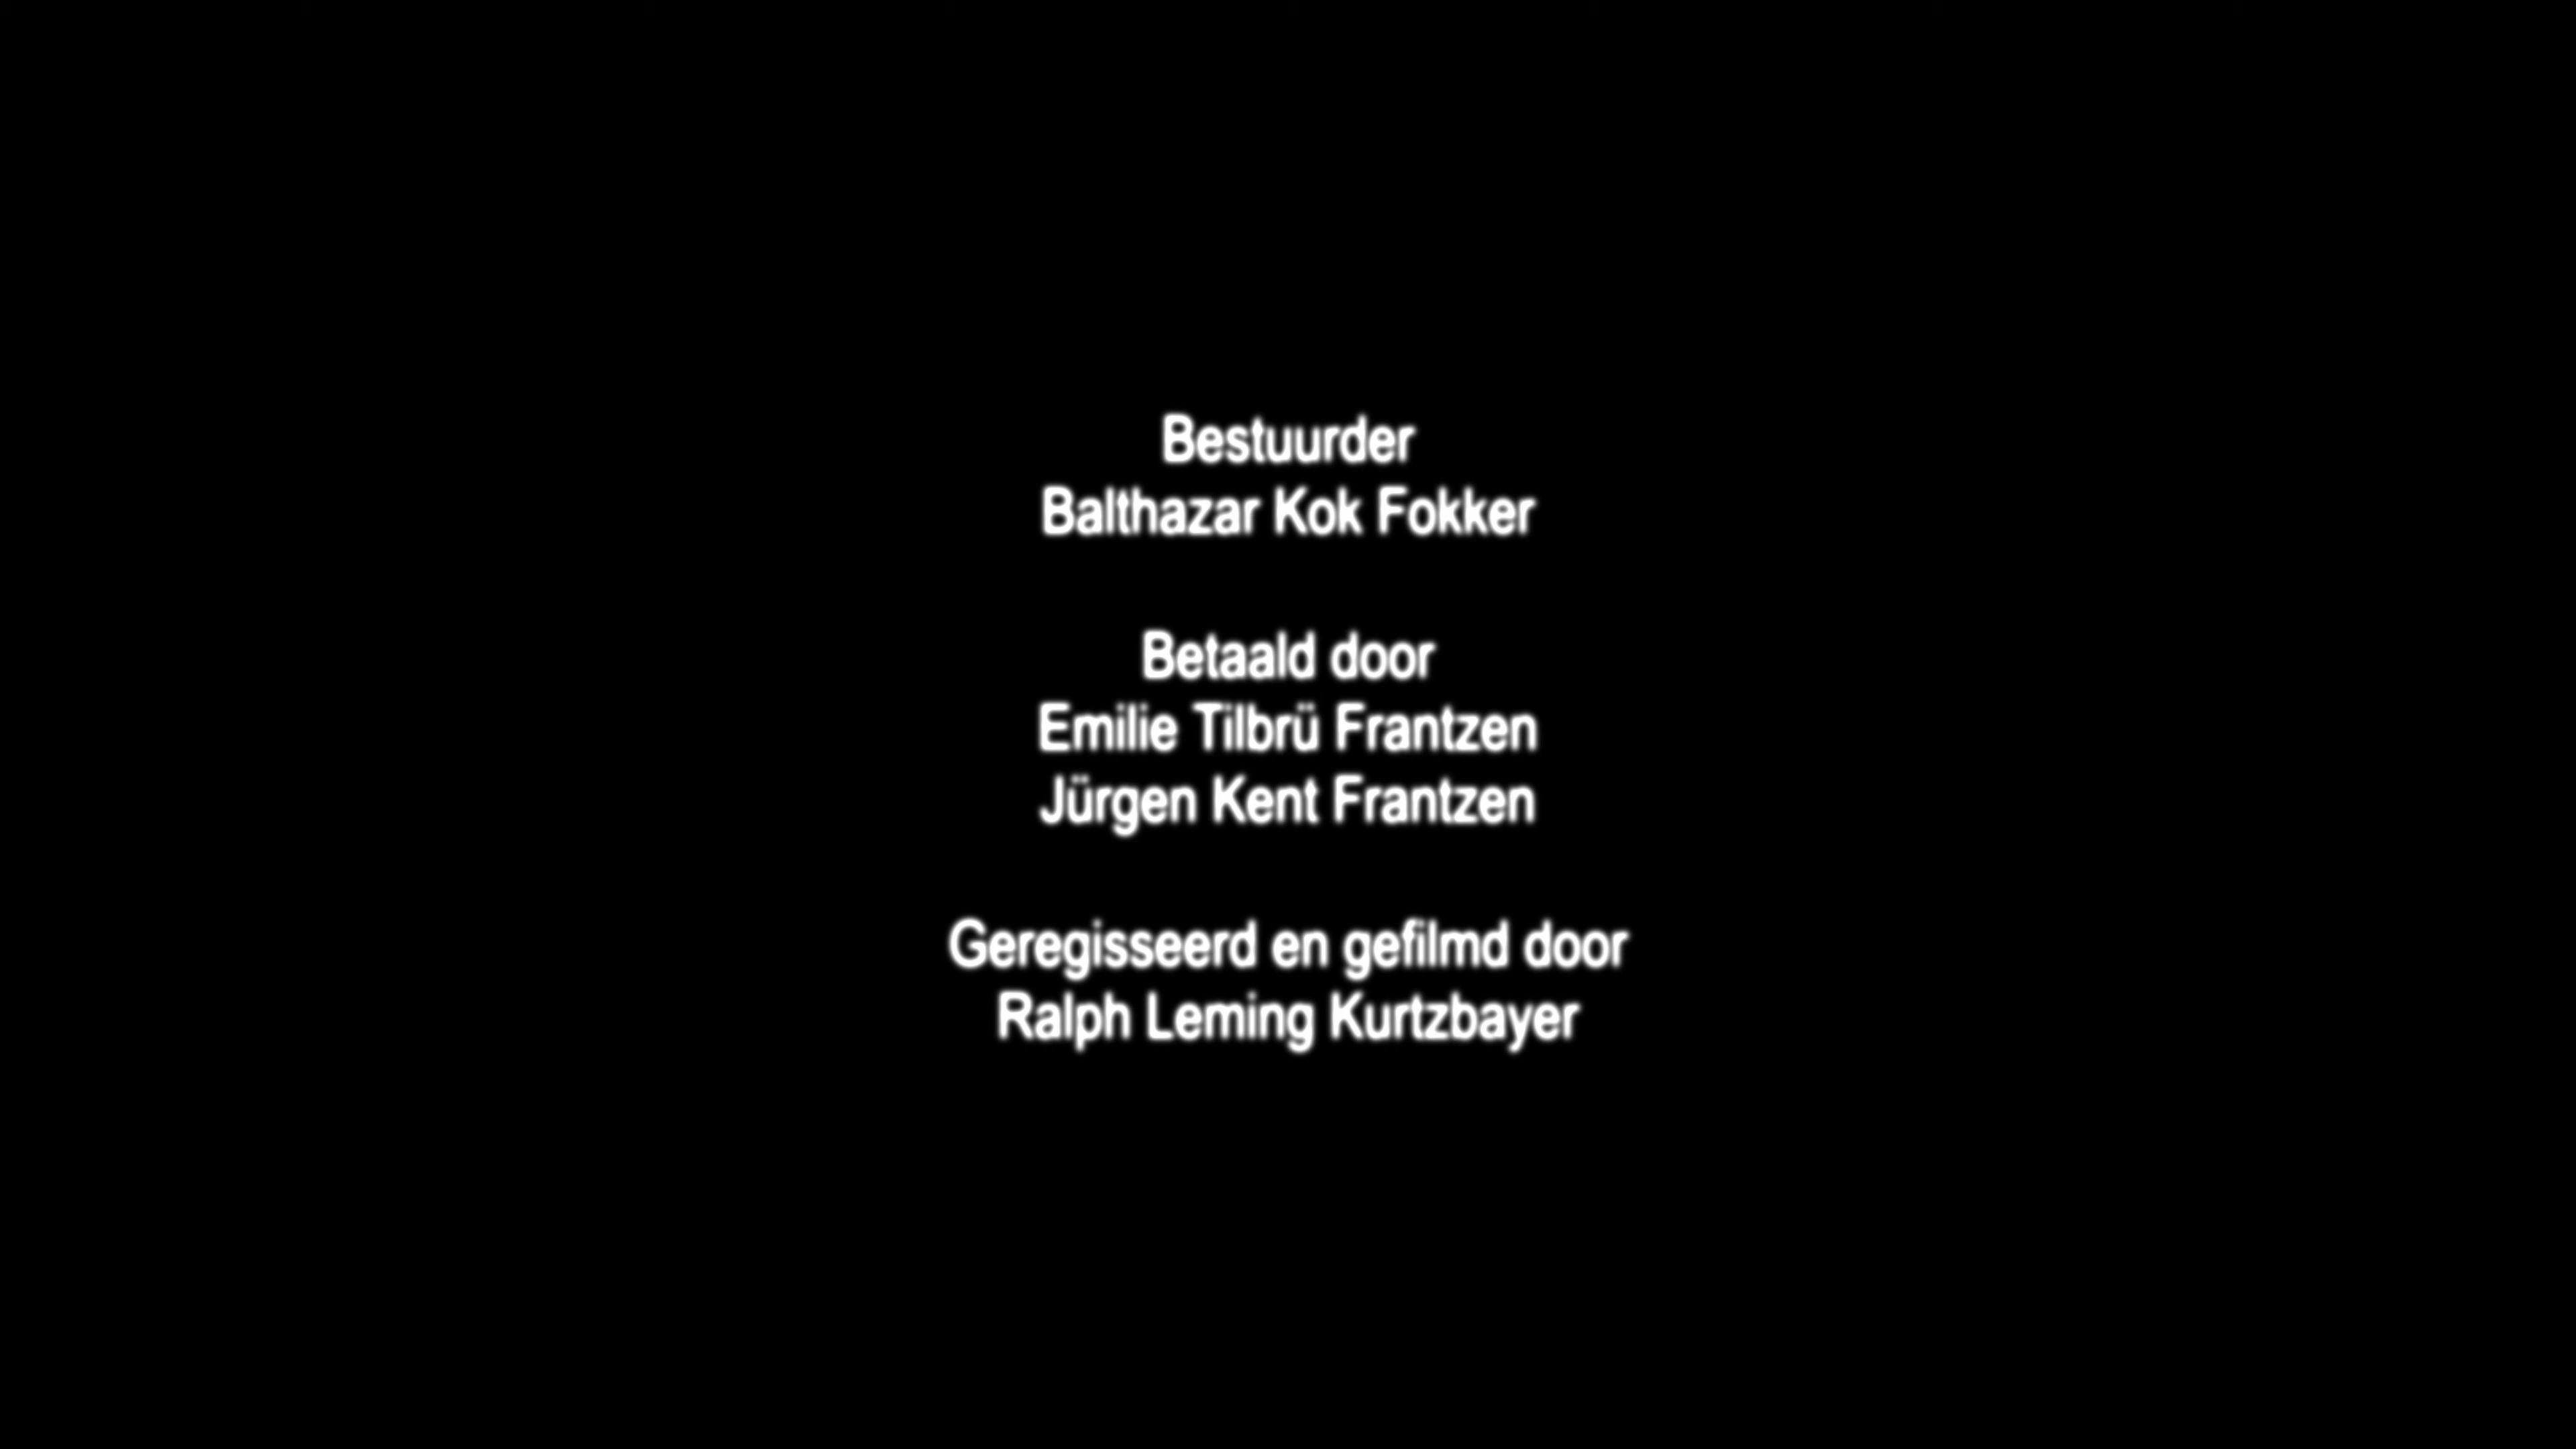 Bestuurder
Balthazar Kok Fokker
Betaald door
Emilie Tilbrü Frantzen
Jürgen Kent Frantzen
Geregisseerd en gefilmd door
Ralph Leming Kurtzbayer